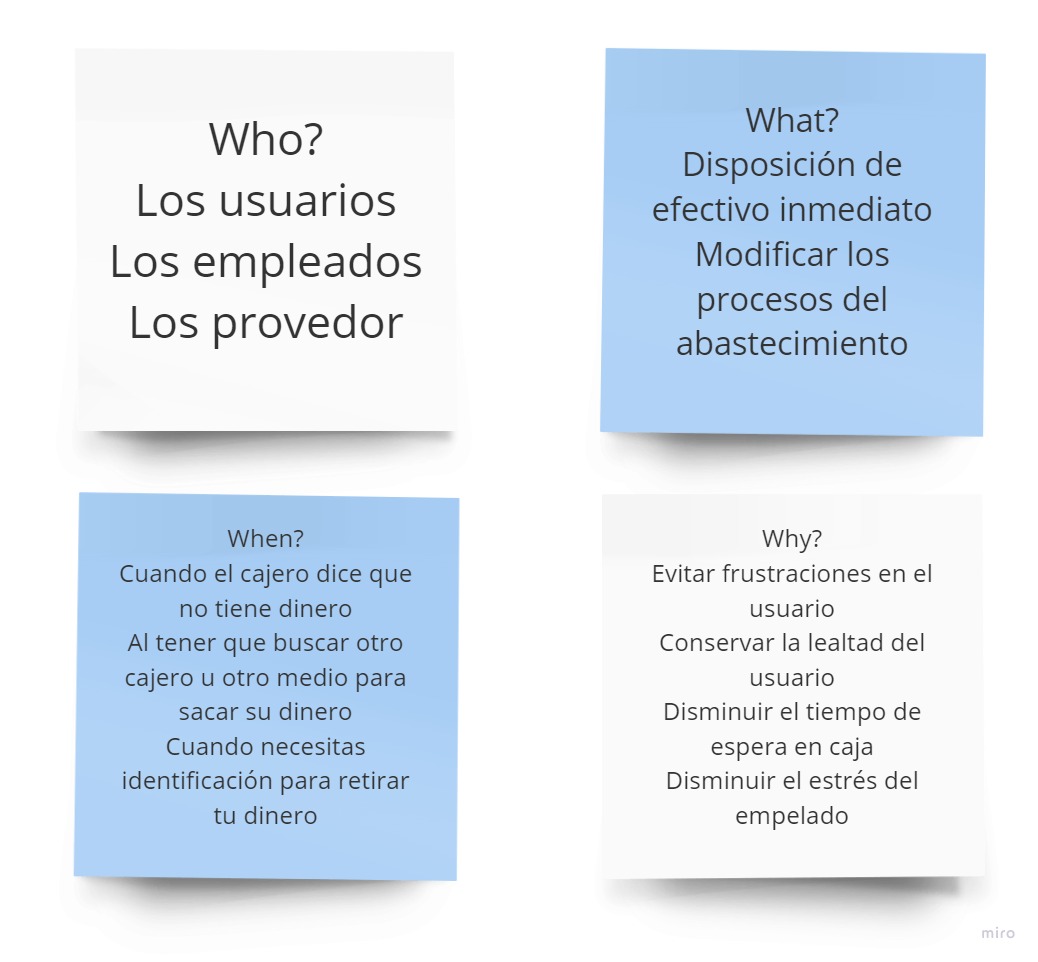 Who?
Los usuarios
Los empleados
Los provedor
What?
Disposición de
efectivo inmediato
Modificar los
procesos del
abastecimiento
When?
Cuando el cajero dice que
no tiene dinero
Al tener que buscar otro
cajero u otro medio para
sacar su dinero
Cuando necesitas
identificación para retirar
tu dinero
Why?
Evitar frustraciones en el
usuario
Conservar la lealtad del
usuario
Disminuir el tiempo de
espera en caja
Disminuir el estrés del
empelado
miro